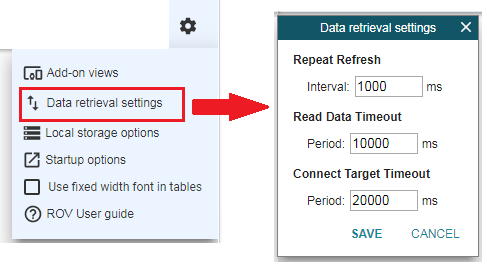 Add-on views
Data retrieval settings
Local storage options
Startup options
Use fixed width font in tables
ROV User guide
Data retrieval settings
Repeat Refresh
Interval: 1000 ms
Read Data Timeout
Period: 10000 ms
Connect Target Timeout
Period: 20000 ms
SAVE CANCEL